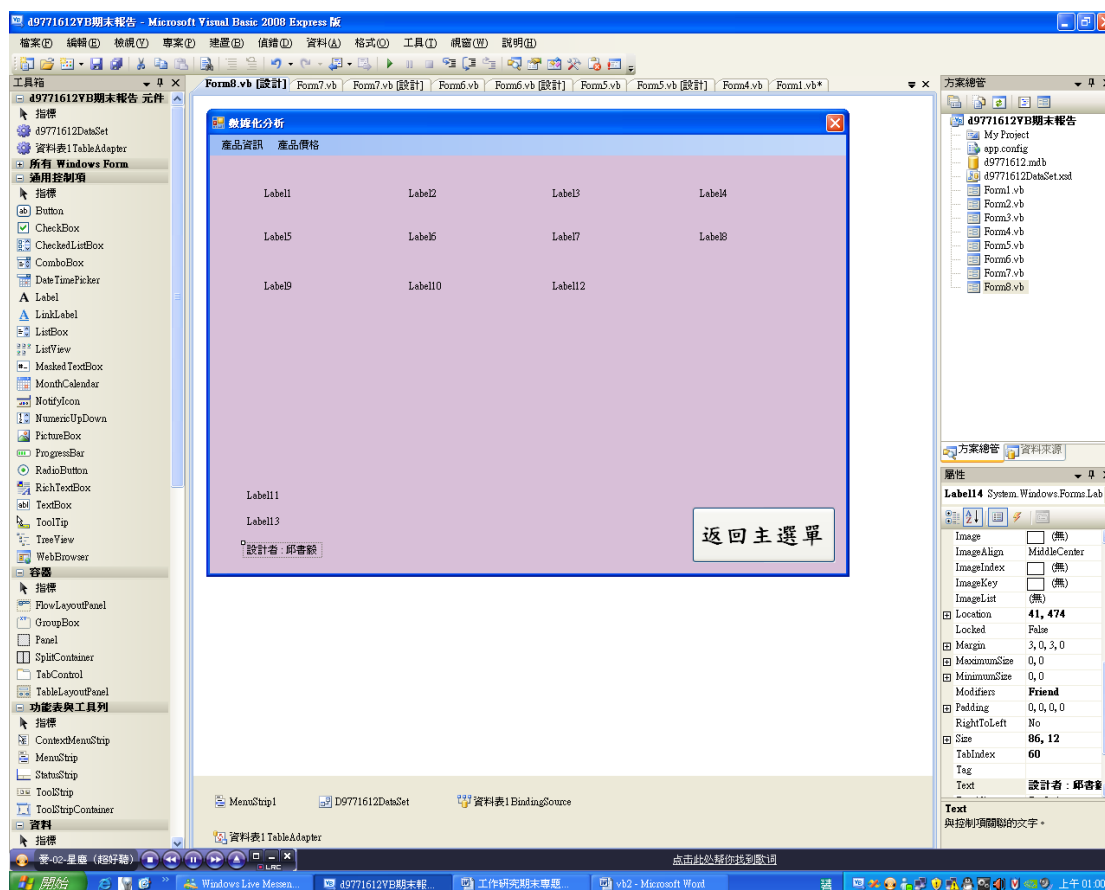 d9771612VB期末報告 - Microsoft Visual Basic 2008 Express 版
檔案(F) 編輯(E) 檢視(V) 專案(P) 建置(B) 偵錯(D) 資料(A) 格式(O) 工具(T) 視窗(W) 說明(H)
工具箱
d9771612VB期末報告 元件
指標
d9771612DataSet
資料表1TableAdapter
所有 Windows Form
通用控制項
指標
Button
CheckBox
CheckedListBox
ComboBox
DateTimePicker
Label
LinkLabel
ListBox
ListView
MaskedTextBox
MonthCalendar
NotifyIcon
NumericUpDown
PictureBox
ProgressBar
RadioButton
RichTextBox
TextBox
ToolTip
TreeView
WebBrowser
容器
指標
FlowLayoutPanel
GroupBox
Panel
SplitContainer
TabControl
TableLayoutPanel
功能表與工具列
指標
ContextMenuStrip
MenuStrip
StatusStrip
ToolStrip
ToolStripContainer
資料
指標
Form8.vb [設計] Form7.vb Form7.vb [設計] Form6.vb Form6.vb [設計] Form5.vb Form5.vb [設計] Form4.vb Form1.vb*
數據化分析
產品資訊 產品價格
Label1 Label2 Label3 Label4
Label5 Label6 Label7 Label8
Label9 Label10 Label12
Label11
Label13
設計者 : 邱書毅
返回主選單
MenuStrip1 D9771612DataSet 資料表1BindingSource
資料表1TableAdapter
方案總管
d9771612VB期末報告
My Project
app.config
d9771612.mdb
d9771612DataSet.xsd
Form1.vb
Form2.vb
Form3.vb
Form4.vb
Form5.vb
Form6.vb
Form7.vb
Form8.vb
方案總管 資料來源
屬性
Label14 System.Windows.Forms.Lab
Image (無)
ImageAlign MiddleCenter
ImageIndex (無)
ImageKey (無)
ImageList (無)
Location 41, 474
Locked False
Margin 3, 0, 3, 0
MaximumSize 0, 0
MinimumSize 0, 0
Modifiers Friend
Padding 0, 0, 0, 0
RightToLeft No
Size 86, 12
TabIndex 60
Tag
Text 設計者 : 邱書
Text
與控制項關聯的文字。
愛-02-星塵 (超好聽) LRC 点击此处帮你找到歌词
開始 Windows Live Messen... d9771612VB期末報... 工作研究期末專題... vb2 - Microsoft Word 上午 01:00